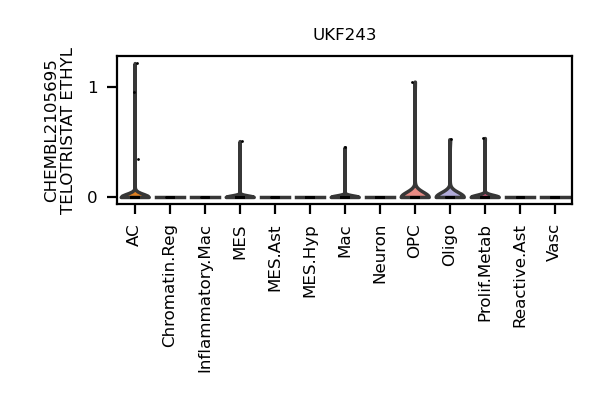 UKF243
CHEMBL2105695
TELOTRISTAT ETHYL
1
0
AC
Chromatin.Reg
Inflammatory.Mac
MES
MES.Ast
MES.Hyp
Mac
Neuron
OPC
Oligo
Prolif.Metab
Reactive.Ast
Vasc